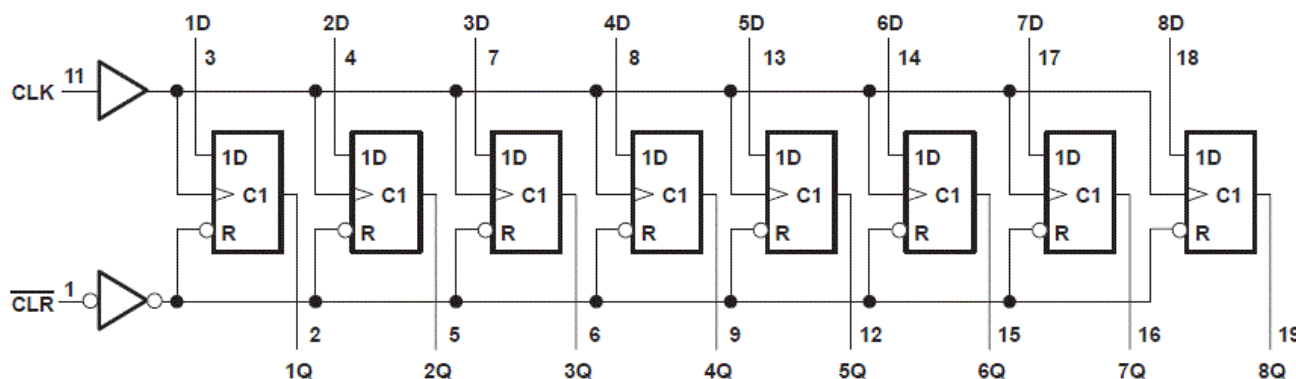 1D 2D 3D 4D 5D 6D 7D 8D
3 4 7 8 13 14 17 18
CLK 11
1D 1D 1D 1D 1D 1D 1D 1D
C1 C1 C1 C1 C1 C1 C1 C1
R R R R R R R R
CLR 1
2 5 6 9 12 15 16 19
1Q 2Q 3Q 4Q 5Q 6Q 7Q 8Q